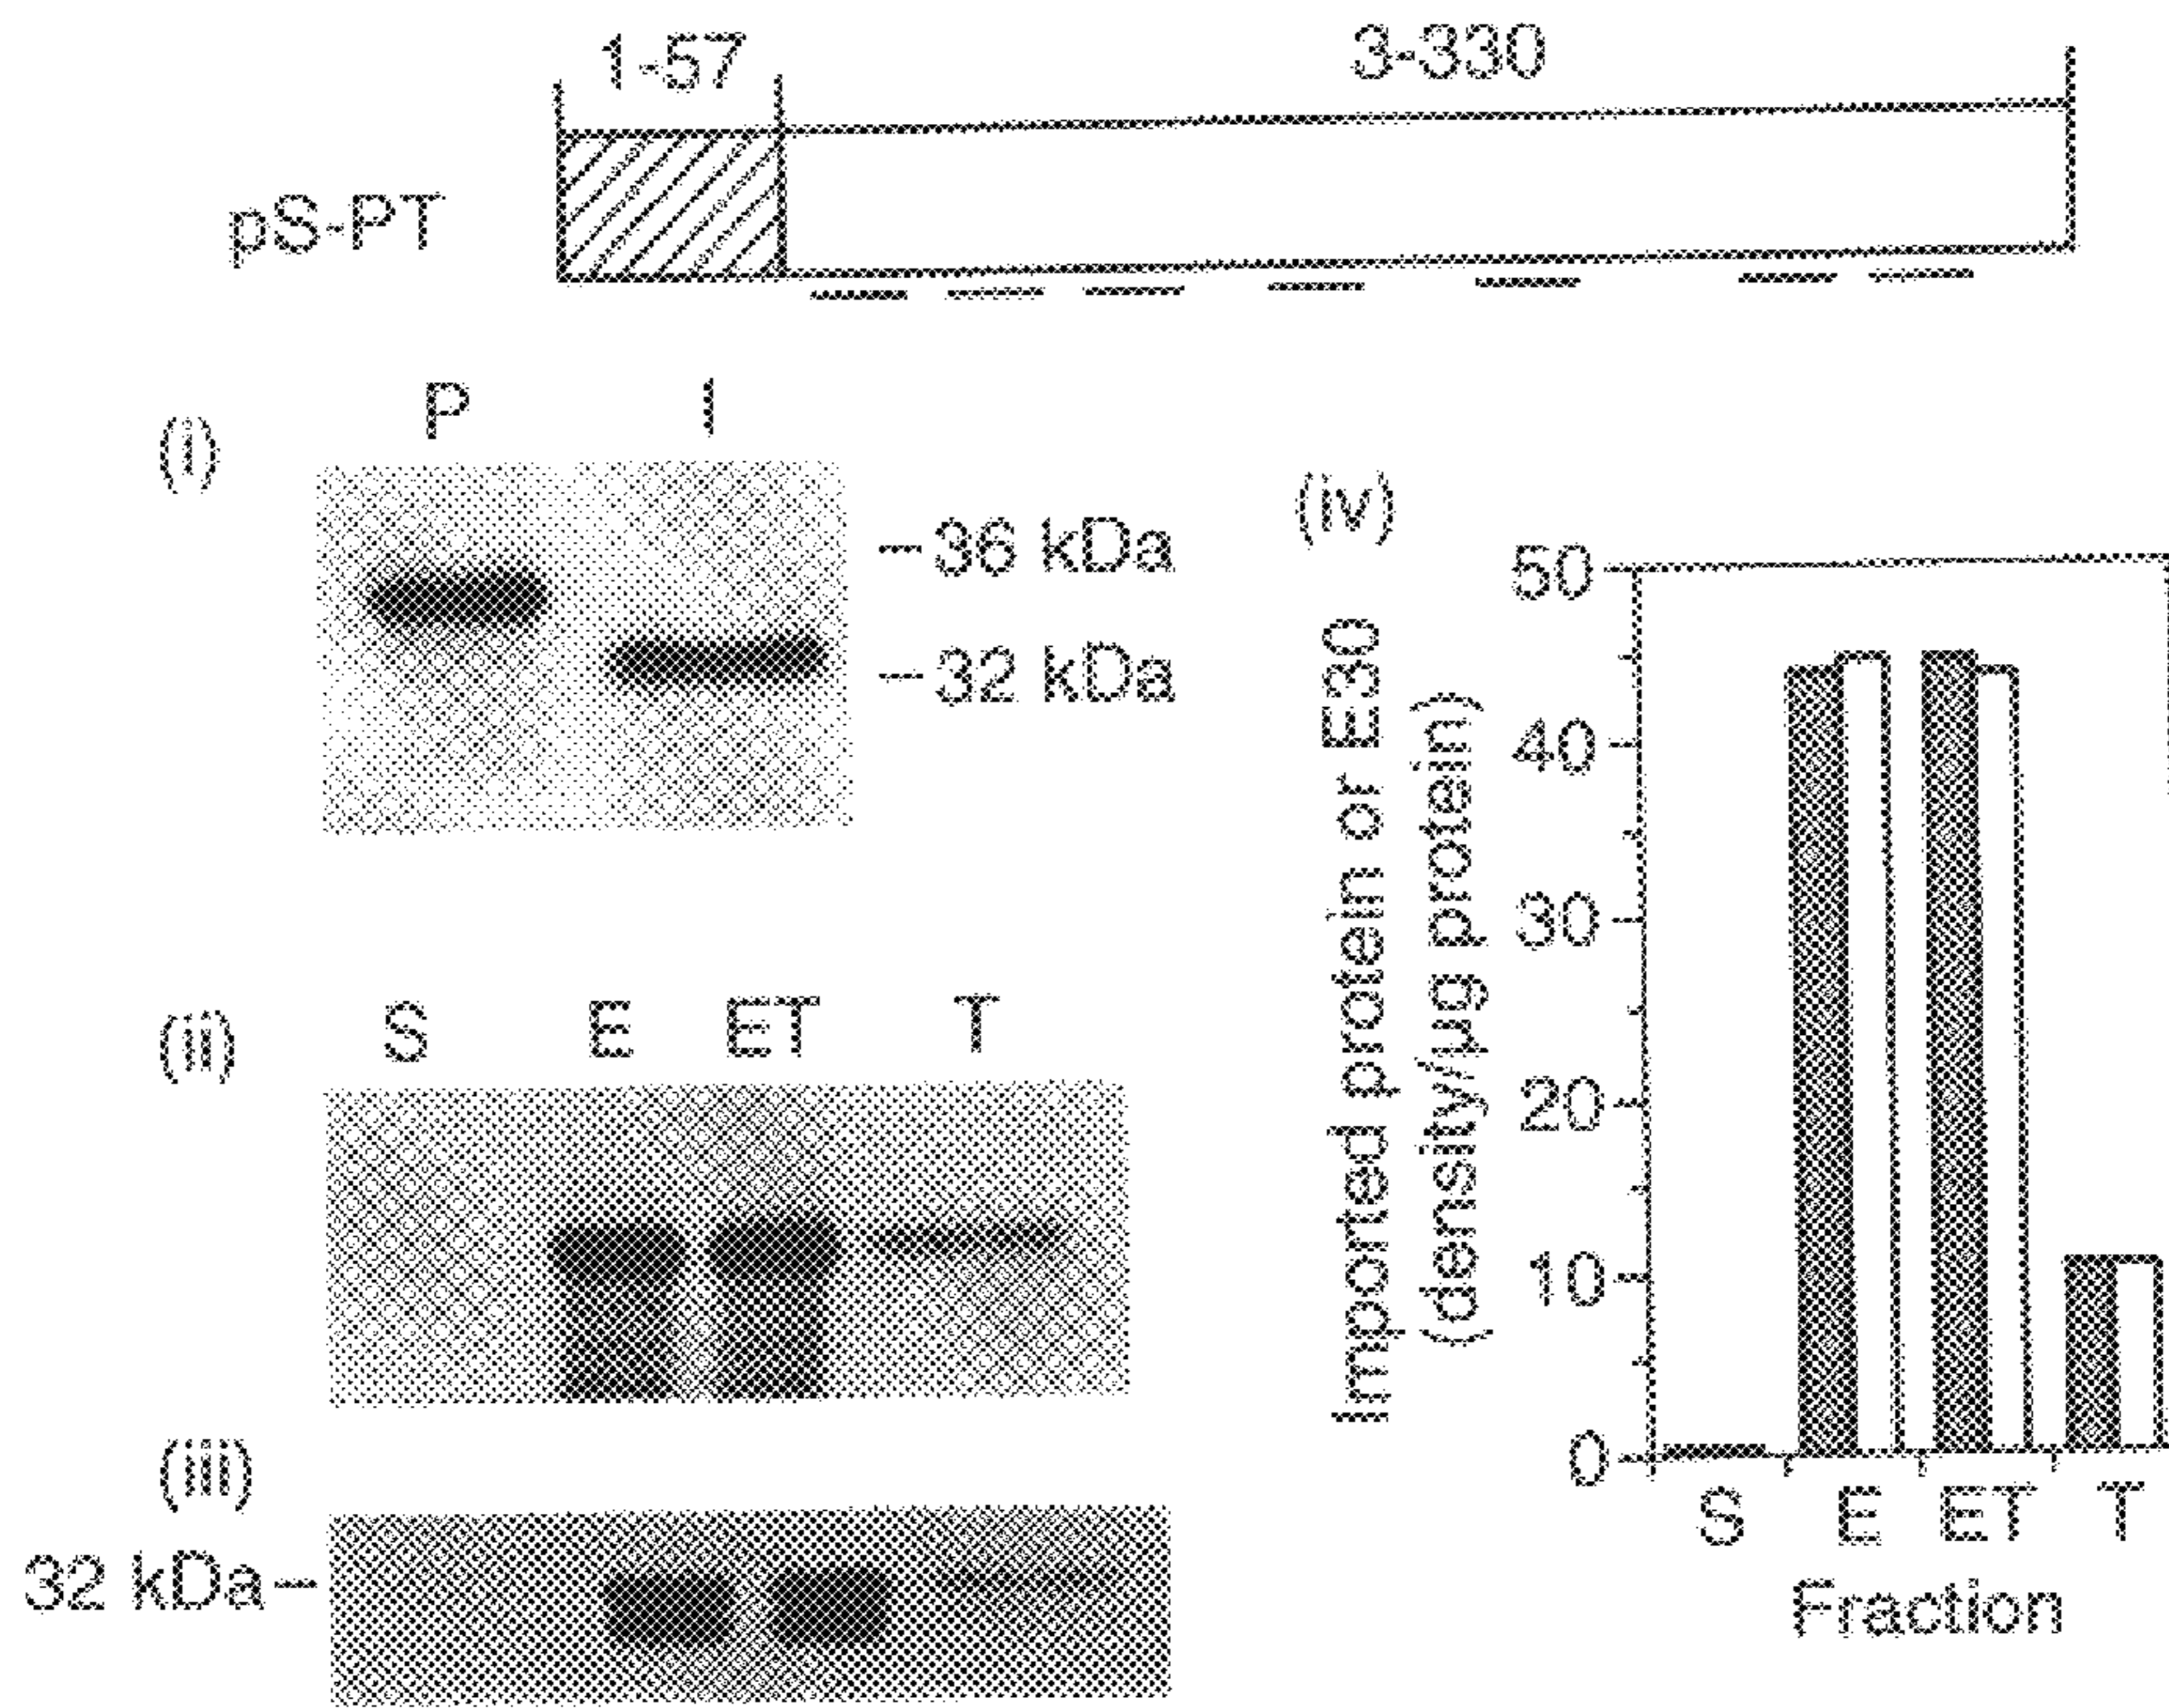 1-57 3-330
pS-PT
(i) P I
-36 kDa
-32 kDa
(ii) S E ET T
(iii)
32 kDa-
(iv)
Imported protein or E30
(density/µg protein)
50
40
30
20
10
0
S E ET T
Fraction